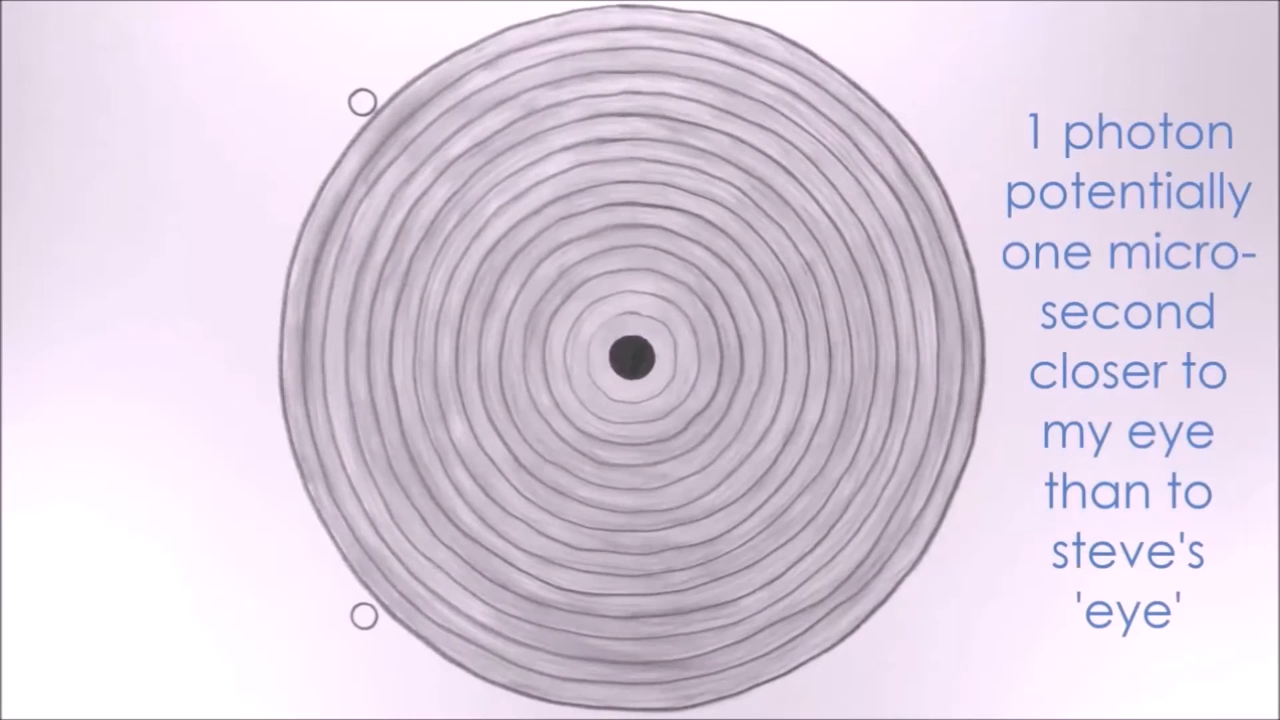 1 photon
potentially
one micro-
second
closer to
my eye
than to
steve's
'eye'